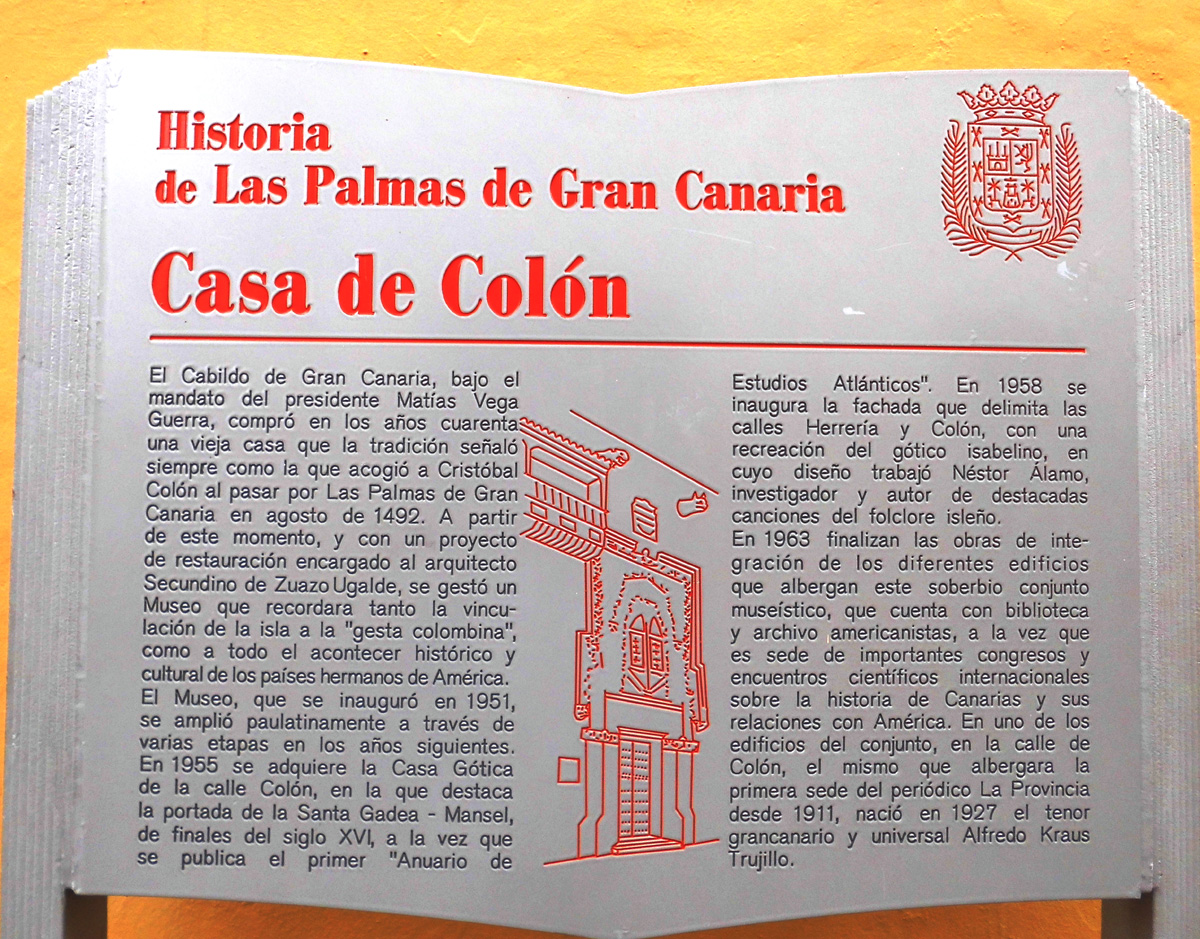 Historia
de Las Palmas de Gran Canaria
Casa de Colón
El Cabildo de Gran Canaria, bajo el
mandato del presidente Matías Vega
Guerra, compró en los años cuarenta
una vieja casa que la tradición señaló
siempre como la que acogió a Cristóbal
Colón al pasar por Las Palmas de Gran
Canaria en agosto de 1492. A partir
de este momento, y con un proyecto
de restauración encargado al arquitecto
Secundino de Zuazo Ugalde, se gestó un
Museo que recordara tanto la vincu-
lación de la isla a la "gesta colombina",
como a todo el acontecer histórico y
cultural de los países hermanos de América.
El Museo, que se inauguró en 1951,
se amplió paulatinamente a través de
varias etapas en los años siguientes.
En 1955 se adquiere la Casa Gótica
de la calle Colón, en la que destaca
la portada de la Santa Gadea - Mansel,
de finales del siglo XVI, a la vez que
se publica el primer "Anuario de
Estudios Atlánticos". En 1958 se
inaugura la fachada que delimita las
calles Herrería y Colón, con una
recreación del gótico isabelino, en
cuyo diseño trabajó Néstor Álamo,
investigador y autor de destacadas
canciones del folclore isleño.
En 1963 finalizan las obras de inte-
gración de los diferentes edificios
que albergan este soberbio conjunto
museístico, que cuenta con biblioteca
y archivo americanistas, a la vez que
es sede de importantes congresos y
encuentros científicos internacionales
sobre la historia de Canarias y sus
relaciones con América. En uno de los
edificios del conjunto, en la calle de
Colón, el mismo que albergara la
primera sede del periódico La Provincia
desde 1911, nació en 1927 el tenor
grancanario y universal Alfredo Kraus
Trujillo.